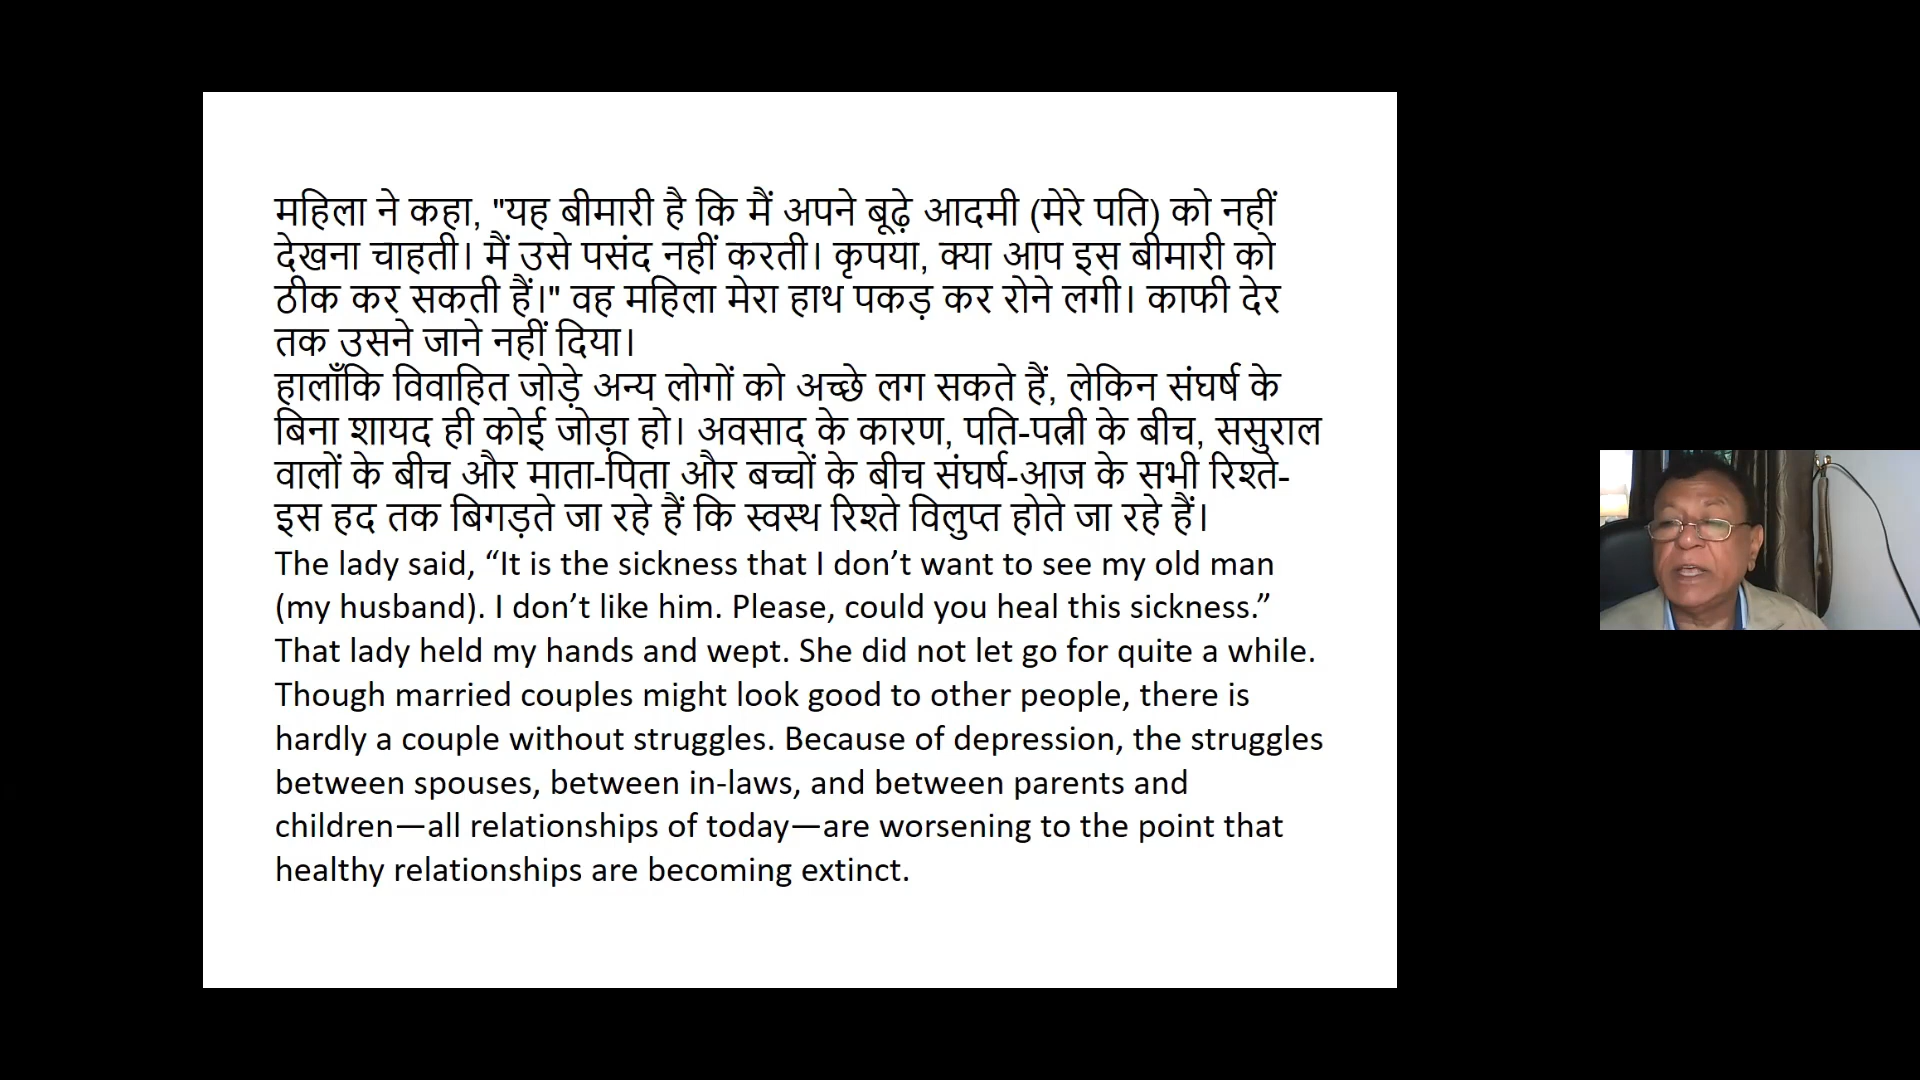 महिला ने कहा, "यह बीमारी है कि मैं अपने बूढ़े आदमी (मेरे पति) को नहीं
देखना चाहती। मैं उसे पसंद नहीं करती। कृपया, क्या आप इस बीमारी को
ठीक कर सकती हैं।" वह महिला मेरा हाथ पकड़ कर रोने लगी। काफी देर
तक उसने जाने नहीं दिया।
हालाँकि विवाहित जोड़े अन्य लोगों को अच्छे लग सकते हैं, लेकिन संघर्ष के
बिना शायद ही कोई जोड़ा हो। अवसाद के कारण, पति-पत्नी के बीच, ससुराल
वालों के बीच और माता-पिता और बच्चों के बीच संघर्ष-आज के सभी रिश्ते-
इस हद तक बिगड़ते जा रहे हैं कि स्वस्थ रिश्ते विलुप्त होते जा रहे हैं।
The lady said, “It is the sickness that I don’t want to see my old man
(my husband). I don’t like him. Please, could you heal this sickness.”
That lady held my hands and wept. She did not let go for quite a while.
Though married couples might look good to other people, there is
hardly a couple without struggles. Because of depression, the struggles
between spouses, between in-laws, and between parents and
children—all relationships of today—are worsening to the point that
healthy relationships are becoming extinct.